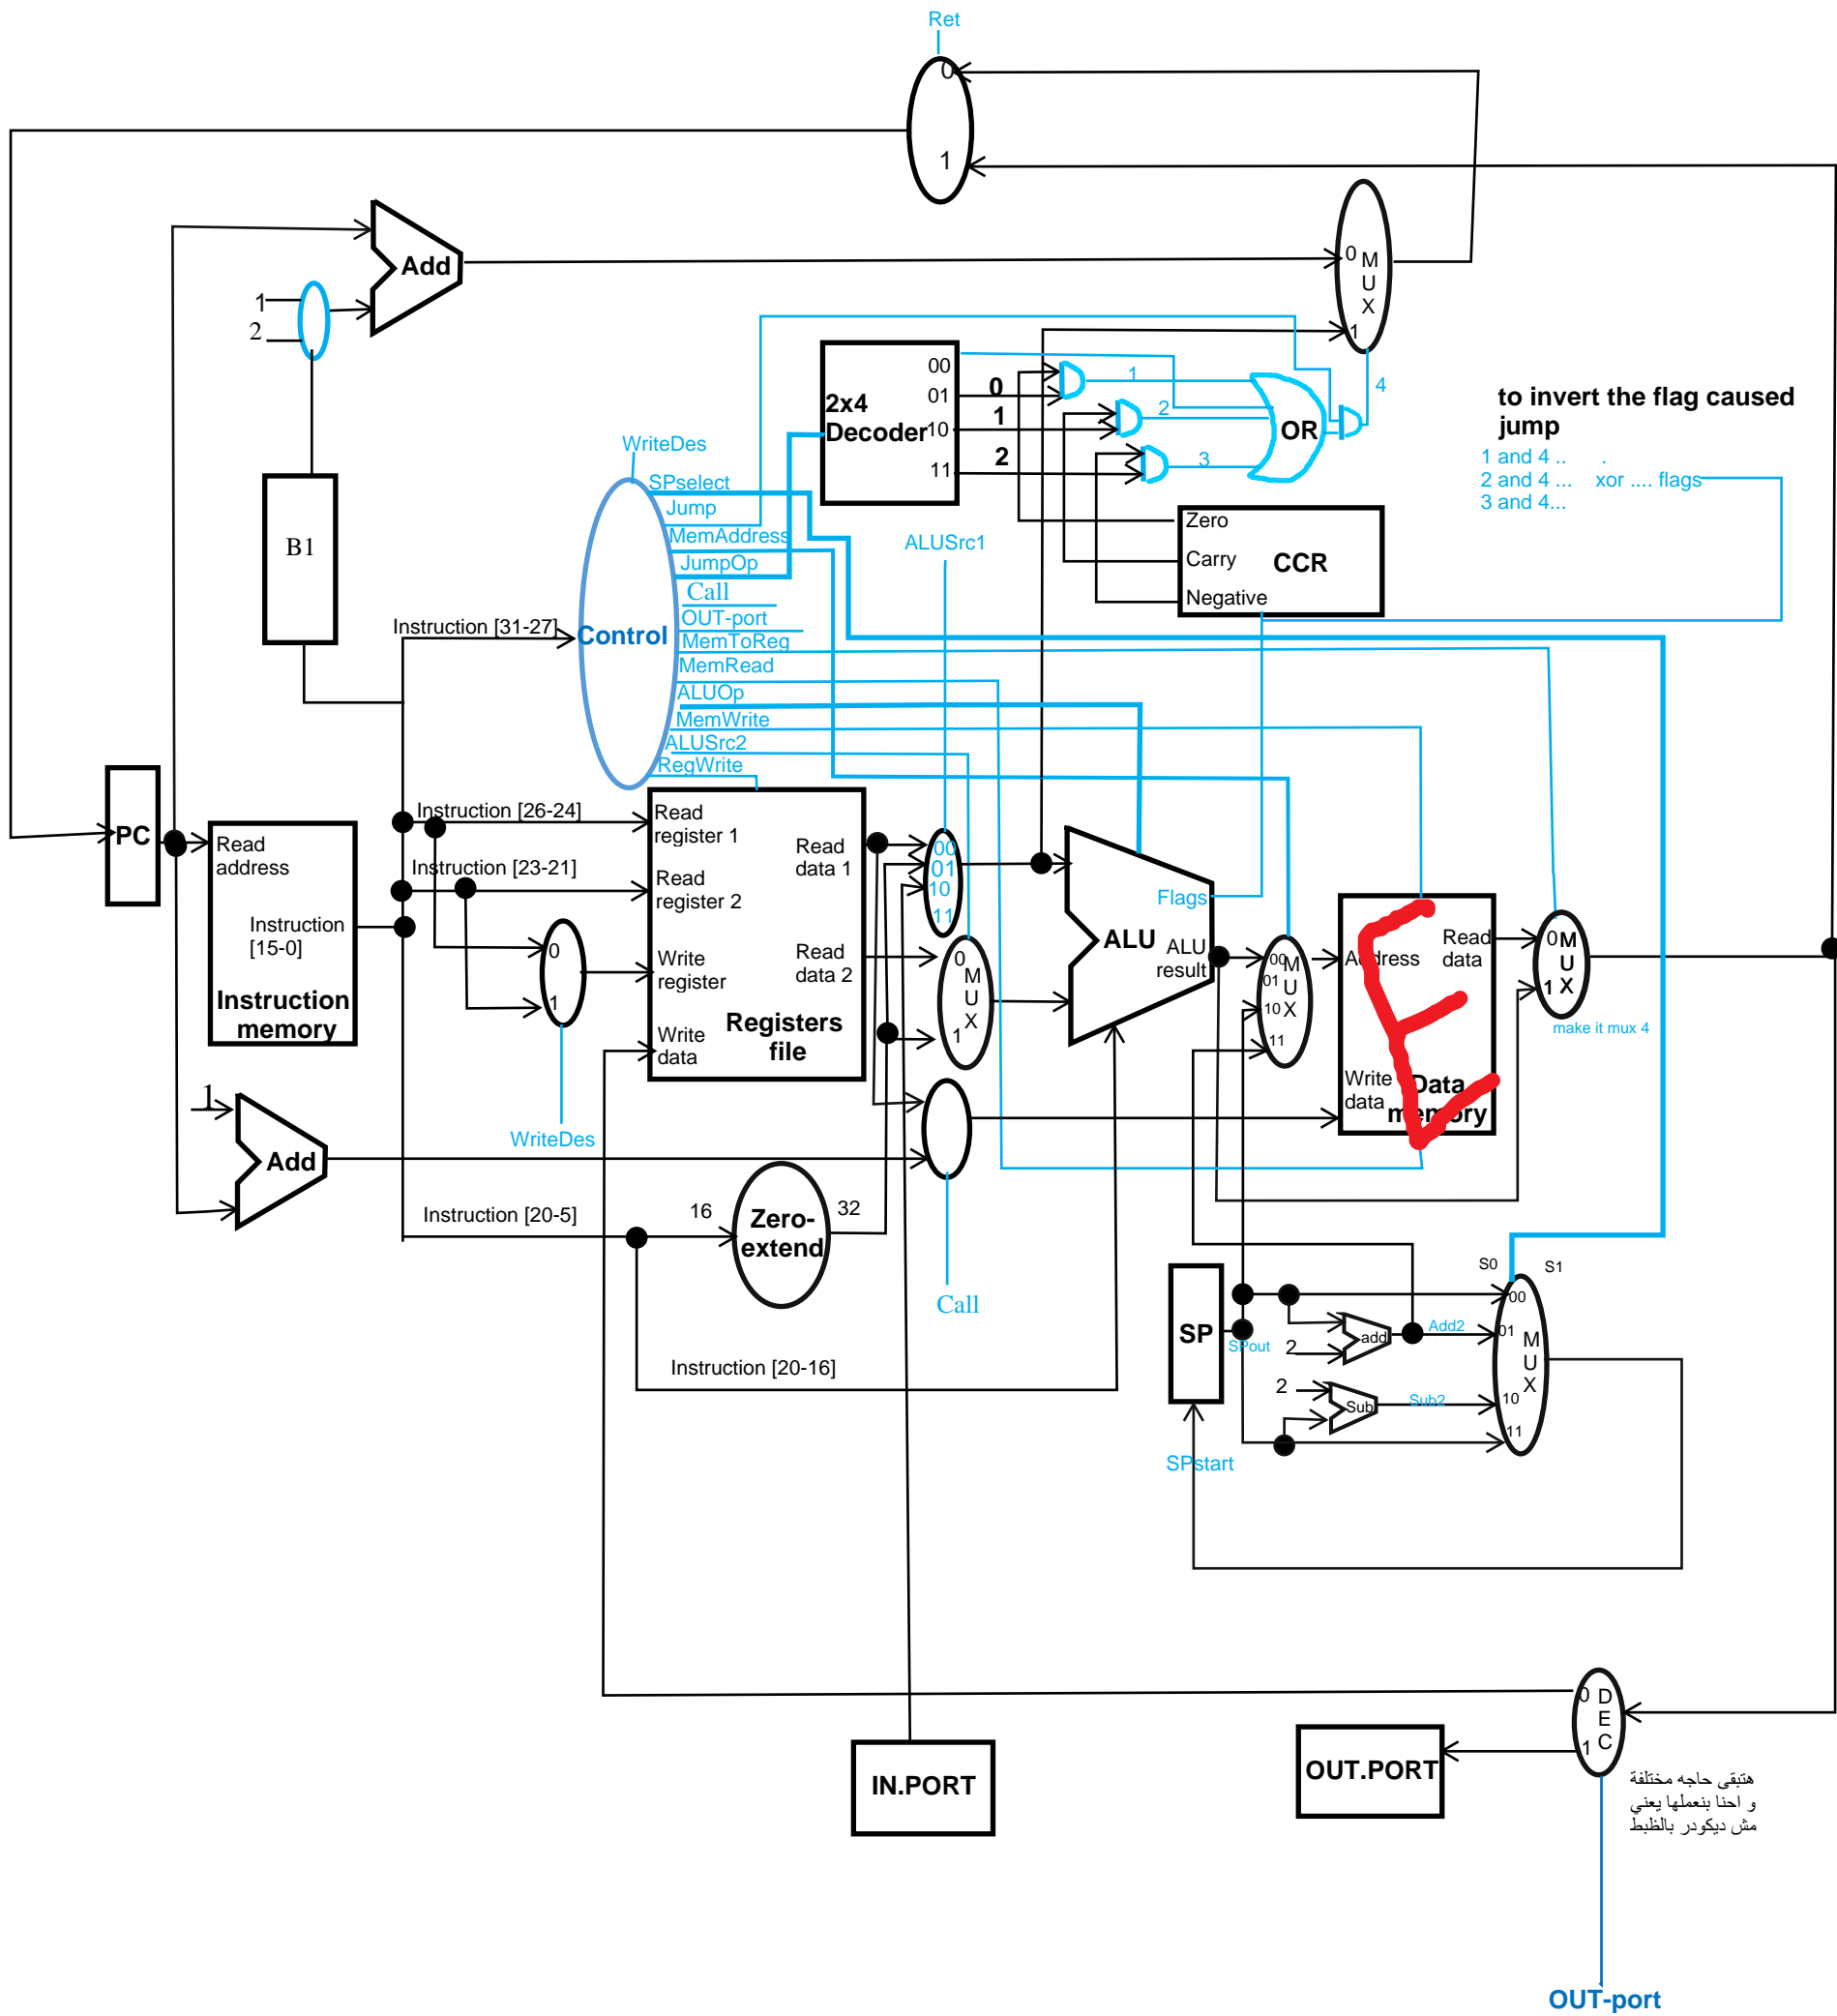 Ret
0
1
Add
1
2
0
M
U
X
1
4
2x4
Decoder
00
01
10
11
0
1
2
1
2
3
OR
to invert the flag caused
jump
1 and 4 .. .
2 and 4 ... xor .... flags
3 and 4...
WriteDes
SPselect
Jump
MemAddress
JumpOp
Call
OUT-port
MemToReg
MemRead
ALUOp
MemWrite
ALUSrc2
RegWrite
Control
ALUSrc1
Zero
Carry
Negative
CCR
B1
Instruction [31-27]
PC
Read
address
Instruction
[15-0]
Instruction
memory
Instruction [26-24]
Instruction [23-21]
0
1
WriteDes
Read
register 1
Read
register 2
Write
register
Write
data
Read
data 1
Read
data 2
Registers
file
00
01
10
11
0
M
U
X
1
Flags
ALU
ALU
result
00
01
10
11
M
U
X
Address
Read
data
Write
data
Data
memory
0
1
M
U
X
make it mux 4
1
Add
Instruction [20-5]
16
Zero-
extend
32
Call
Instruction [20-16]
SP
SPout
SPstart
2
add
Add2
2
Sub
Sub2
S0
S1
00
01
10
11
M
U
X
IN.PORT
OUT.PORT
0
1
D
E
C
هتبقى حاجه مختلفة
و احنا بنعملها يعني
مش ديكودر بالظبط
OUT-port